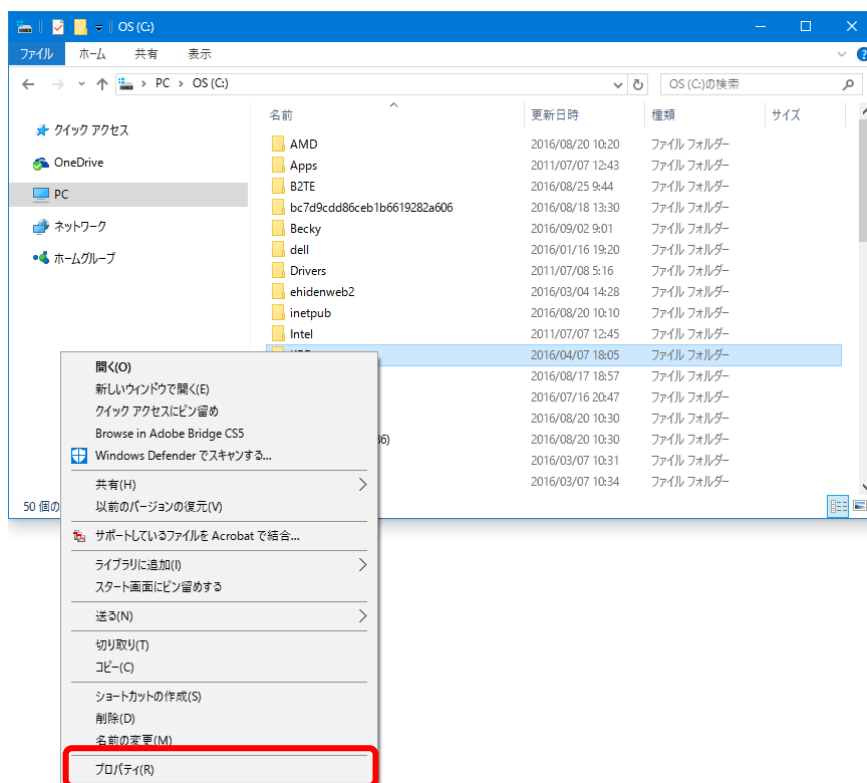 OS (C:)
ファイル ホーム 共有 表示
PC › OS (C:) OS (C:)の検索
名前 更新日時 種類 サイズ
クイック アクセス
OneDrive
PC
ネットワーク
ホームグループ
AMD 2016/08/20 10:20 ファイル フォルダー
Apps 2011/07/07 12:43 ファイル フォルダー
B2TE 2016/08/25 9:44 ファイル フォルダー
bc7d9cdd86ceb1b6619282a606 2016/08/18 13:30 ファイル フォルダー
Becky 2016/09/02 9:01 ファイル フォルダー
dell 2016/01/16 19:20 ファイル フォルダー
Drivers 2011/07/08 5:16 ファイル フォルダー
ehidenweb2 2016/03/04 14:28 ファイル フォルダー
inetpub 2016/08/20 10:10 ファイル フォルダー
Intel 2011/07/07 12:45 ファイル フォルダー
2016/04/07 18:05 ファイル フォルダー
2016/08/17 18:57 ファイル フォルダー
2016/07/16 20:47 ファイル フォルダー
2016/08/20 10:30 ファイル フォルダー
86) 2016/08/20 10:30 ファイル フォルダー
2016/03/07 10:31 ファイル フォルダー
2016/03/07 10:34 ファイル フォルダー
50 個の
開く(O)
新しいウィンドウで開く(E)
クイック アクセスにピン留め
Browse in Adobe Bridge CS5
Windows Defender でスキャンする...
共有(H)
以前のバージョンの復元(V)
サポートしているファイルを Acrobat で結合...
ライブラリに追加(I)
スタート画面にピン留めする
送る(N)
切り取り(T)
コピー(C)
ショートカットの作成(S)
削除(D)
名前の変更(M)
プロパティ(R)